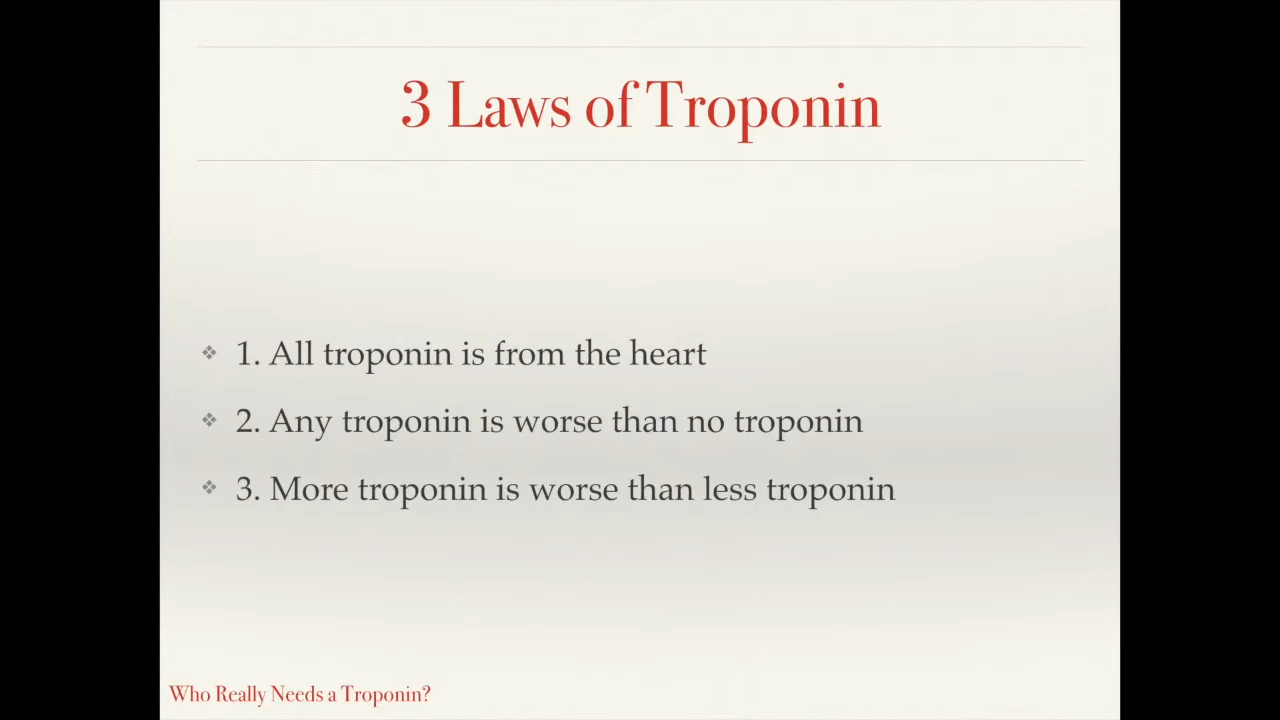 3 Laws of Troponin
❖ 1. All troponin is from the heart
❖ 2. Any troponin is worse than no troponin
❖ 3. More troponin is worse than less troponin
Who Really Needs a Troponin?